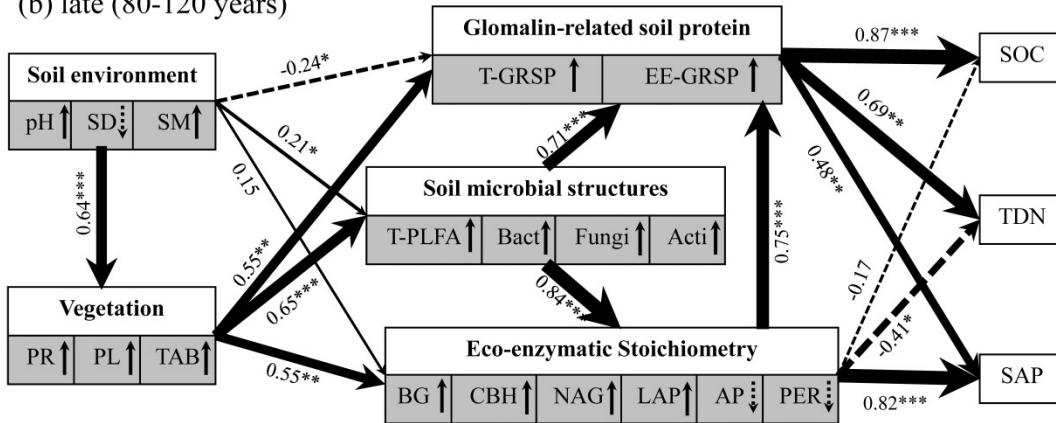 (b) late (80-120 years)
Glomalin-related soil protein
T-GRSP EE-GRSP
Soil environment
pH SD SM
-0.24*
0.21*
0.15
0.64***
0.87***
0.69**
0.48**
SOC
0.71***
Soil microbial structures
T-PLFA Bact Fungi Acti
0.75***
TDN
0.55**
0.65***
0.55**
0.84***
-0.17
-0.41*
Vegetation
PR PL TAB
Eco-enzymatic Stoichiometry
BG CBH NAG LAP AP PER
0.82***
SAP